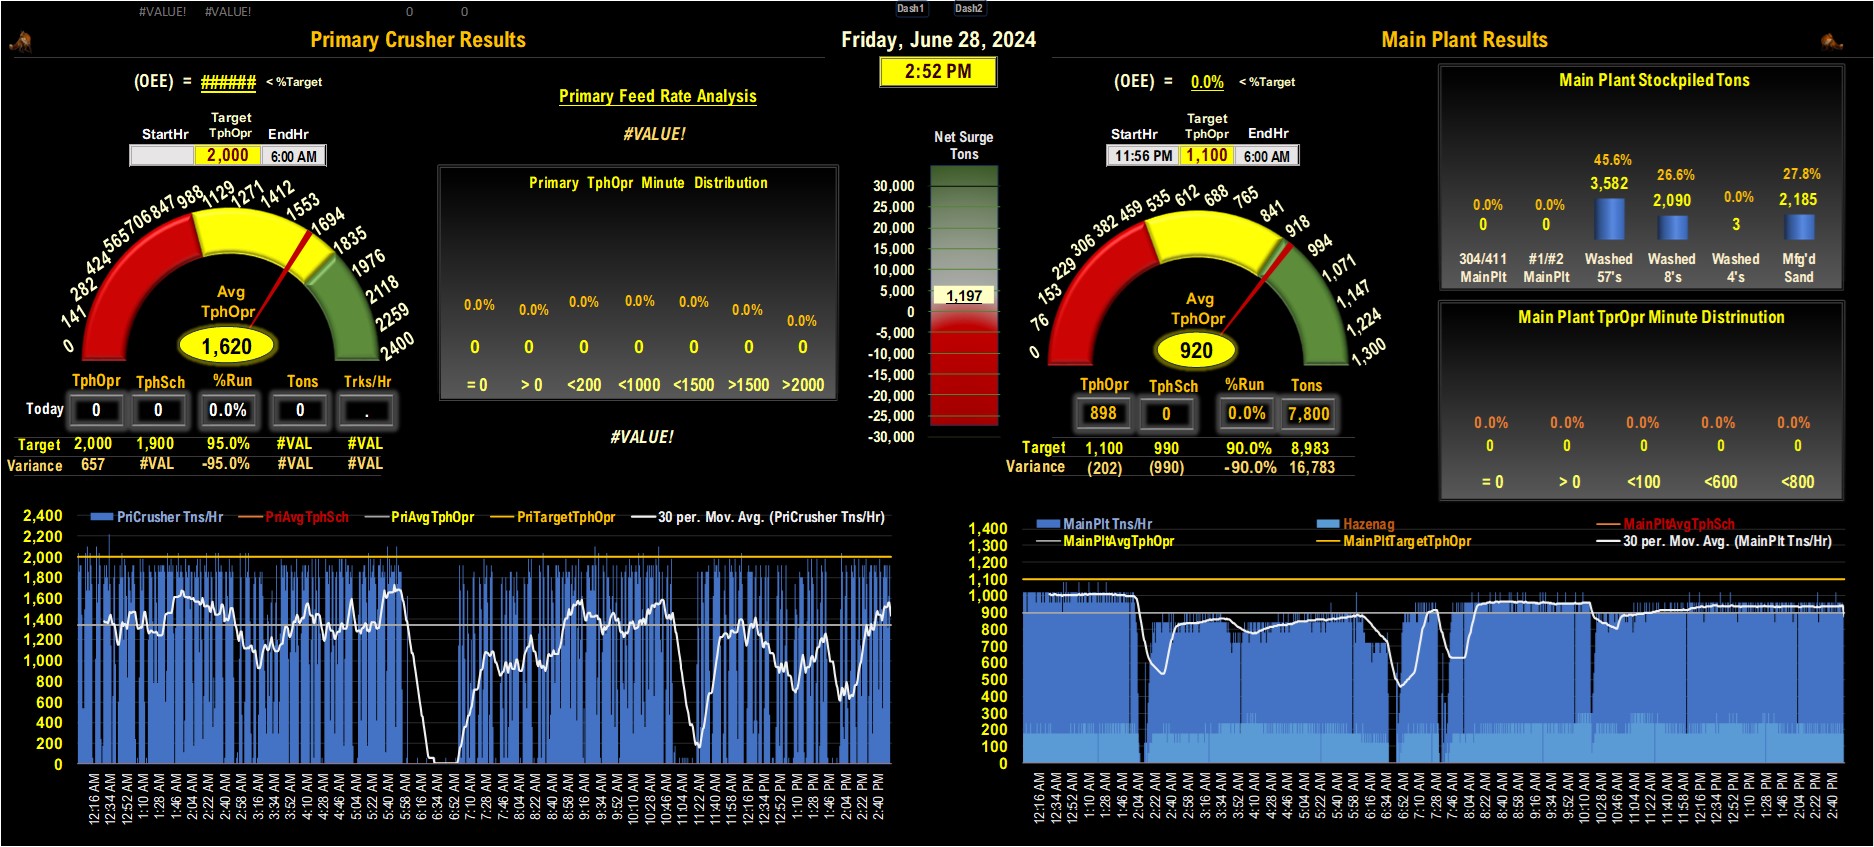 #VALUE! #VALUE! 0 0 Dash1 Dash2
Primary Crusher Results
Friday, June 28, 2024
Main Plant Results
2:52 PM
(OEE) = ###### < %Target
Primary Feed Rate Analysis
#VALUE!
Target
StartHr TphOpr EndHr
2,000 6:00 AM
0 141 282 424 565 706 847 988 1129 1271 1412 1553 1694 1835 1976 2118 2259 2400
Avg
TphOpr
1,620
TphOpr TphSch %Run Tons Trks/Hr
Today 0 0 0.0% 0 .
Target 2,000 1,900 95.0% #VAL #VAL
Variance 657 #VAL -95.0% #VAL #VAL
Primary TphOpr Minute Distribution
0.0% 0.0% 0.0% 0.0% 0.0% 0.0% 0.0%
0 0 0 0 0 0 0
= 0 > 0 <200 <1000 <1500 >1500 >2000
#VALUE!
Net Surge
Tons
30,000
25,000
20,000
15,000
10,000
5,000
1,197
0
-5,000
-10,000
-15,000
-20,000
-25,000
-30,000
(OEE) = 0.0% < %Target
Target
StartHr TphOpr EndHr
11:56 PM 1,100 6:00 AM
0 76 153 229 306 382 459 535 612 688 765 841 918 994 1,071 1,147 1,224 1,300
Avg
TphOpr
920
TphOpr TphSch %Run Tons
898 0 0.0% 7,800
Target 1,100 990 90.0% 8,983
Variance (202) (990) -90.0% 16,783
Main Plant Stockpiled Tons
0.0% 0.0% 45.6% 26.6% 0.0% 27.8%
0 0 3,582 2,090 3 2,185
304/411 #1/#2 Washed Washed Washed Mfg'd
MainPlt MainPlt 57's 8's 4's Sand
Main Plant TprOpr Minute Distrinution
0.0% 0.0% 0.0% 0.0% 0.0%
0 0 0 0 0
= 0 > 0 <100 <600 <800
PriCrusher Tns/Hr PriAvgTphSch PriAvgTphOpr PriTargetTphOpr 30 per. Mov. Avg. (PriCrusher Tns/Hr)
2,400
2,200
2,000
1,800
1,600
1,400
1,200
1,000
800
600
400
200
0
12:16 AM 12:34 AM 12:52 AM 1:10 AM 1:28 AM 1:46 AM 2:04 AM 2:22 AM 2:40 AM 2:58 AM 3:16 AM 3:34 AM 3:52 AM 4:10 AM 4:28 AM 4:46 AM 5:04 AM 5:22 AM 5:40 AM 5:58 AM 6:16 AM 6:34 AM 6:52 AM 7:10 AM 7:28 AM 7:46 AM 8:04 AM 8:22 AM 8:40 AM 8:58 AM 9:16 AM 9:34 AM 9:52 AM 10:10 AM 10:28 AM 10:46 AM 11:04 AM 11:22 AM 11:40 AM 11:58 AM 12:16 PM 12:34 PM 12:52 PM 1:10 PM 1:28 PM 1:46 PM 2:04 PM 2:22 PM 2:40 PM
MainPlt Tns/Hr Hazenag MainPltAvgTphSch
MainPltAvgTphOpr MainPltTargetTphOpr 30 per. Mov. Avg. (MainPlt Tns/Hr)
1,400
1,300
1,200
1,100
1,000
900
800
700
600
500
400
300
200
100
0
12:16 AM 12:34 AM 12:52 AM 1:10 AM 1:28 AM 1:46 AM 2:04 AM 2:22 AM 2:40 AM 2:58 AM 3:16 AM 3:34 AM 3:52 AM 4:10 AM 4:28 AM 4:46 AM 5:04 AM 5:22 AM 5:40 AM 5:58 AM 6:16 AM 6:34 AM 6:52 AM 7:10 AM 7:28 AM 7:46 AM 8:04 AM 8:22 AM 8:40 AM 8:58 AM 9:16 AM 9:34 AM 9:52 AM 10:10 AM 10:28 AM 10:46 AM 11:04 AM 11:22 AM 11:40 AM 11:58 AM 12:16 PM 12:34 PM 12:52 PM 1:10 PM 1:28 PM 1:46 PM 2:04 PM 2:22 PM 2:40 PM